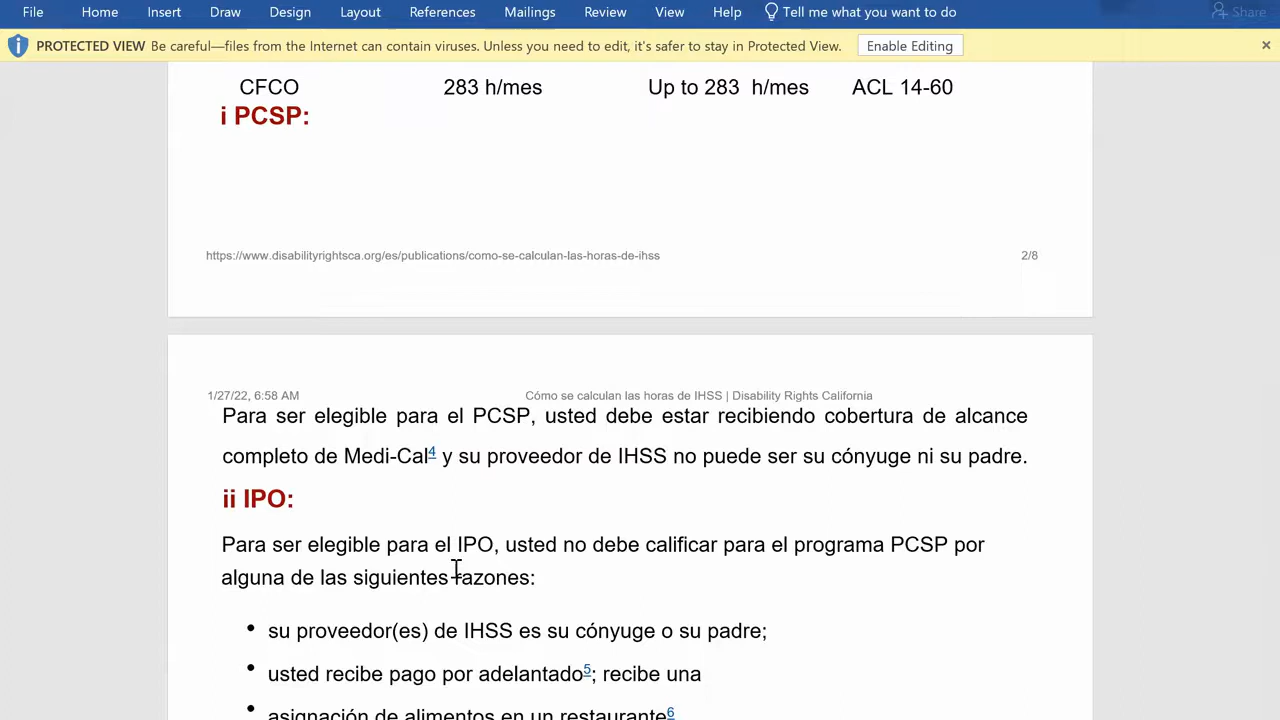 File Home Insert Draw Design Layout References Mailings Review View Help Tell me what you want to do Share
PROTECTED VIEW Be careful—files from the Internet can contain viruses. Unless you need to edit, it's safer to stay in Protected View. Enable Editing ×
CFCO 283 h/mes Up to 283 h/mes ACL 14-60
i PCSP:
https://www.disabilityrightsca.org/es/publications/como-se-calculan-las-horas-de-ihss 2/8
1/27/22, 6:58 AM Cómo se calculan las horas de IHSS | Disability Rights California
Para ser elegible para el PCSP, usted debe estar recibiendo cobertura de alcance
completo de Medi-Cal4 y su proveedor de IHSS no puede ser su cónyuge ni su padre.
ii IPO:
Para ser elegible para el IPO, usted no debe calificar para el programa PCSP por
alguna de las siguientes razones:
• su proveedor(es) de IHSS es su cónyuge o su padre;
• usted recibe pago por adelantado5; recibe una
• asignación de alimentos en un restaurante6